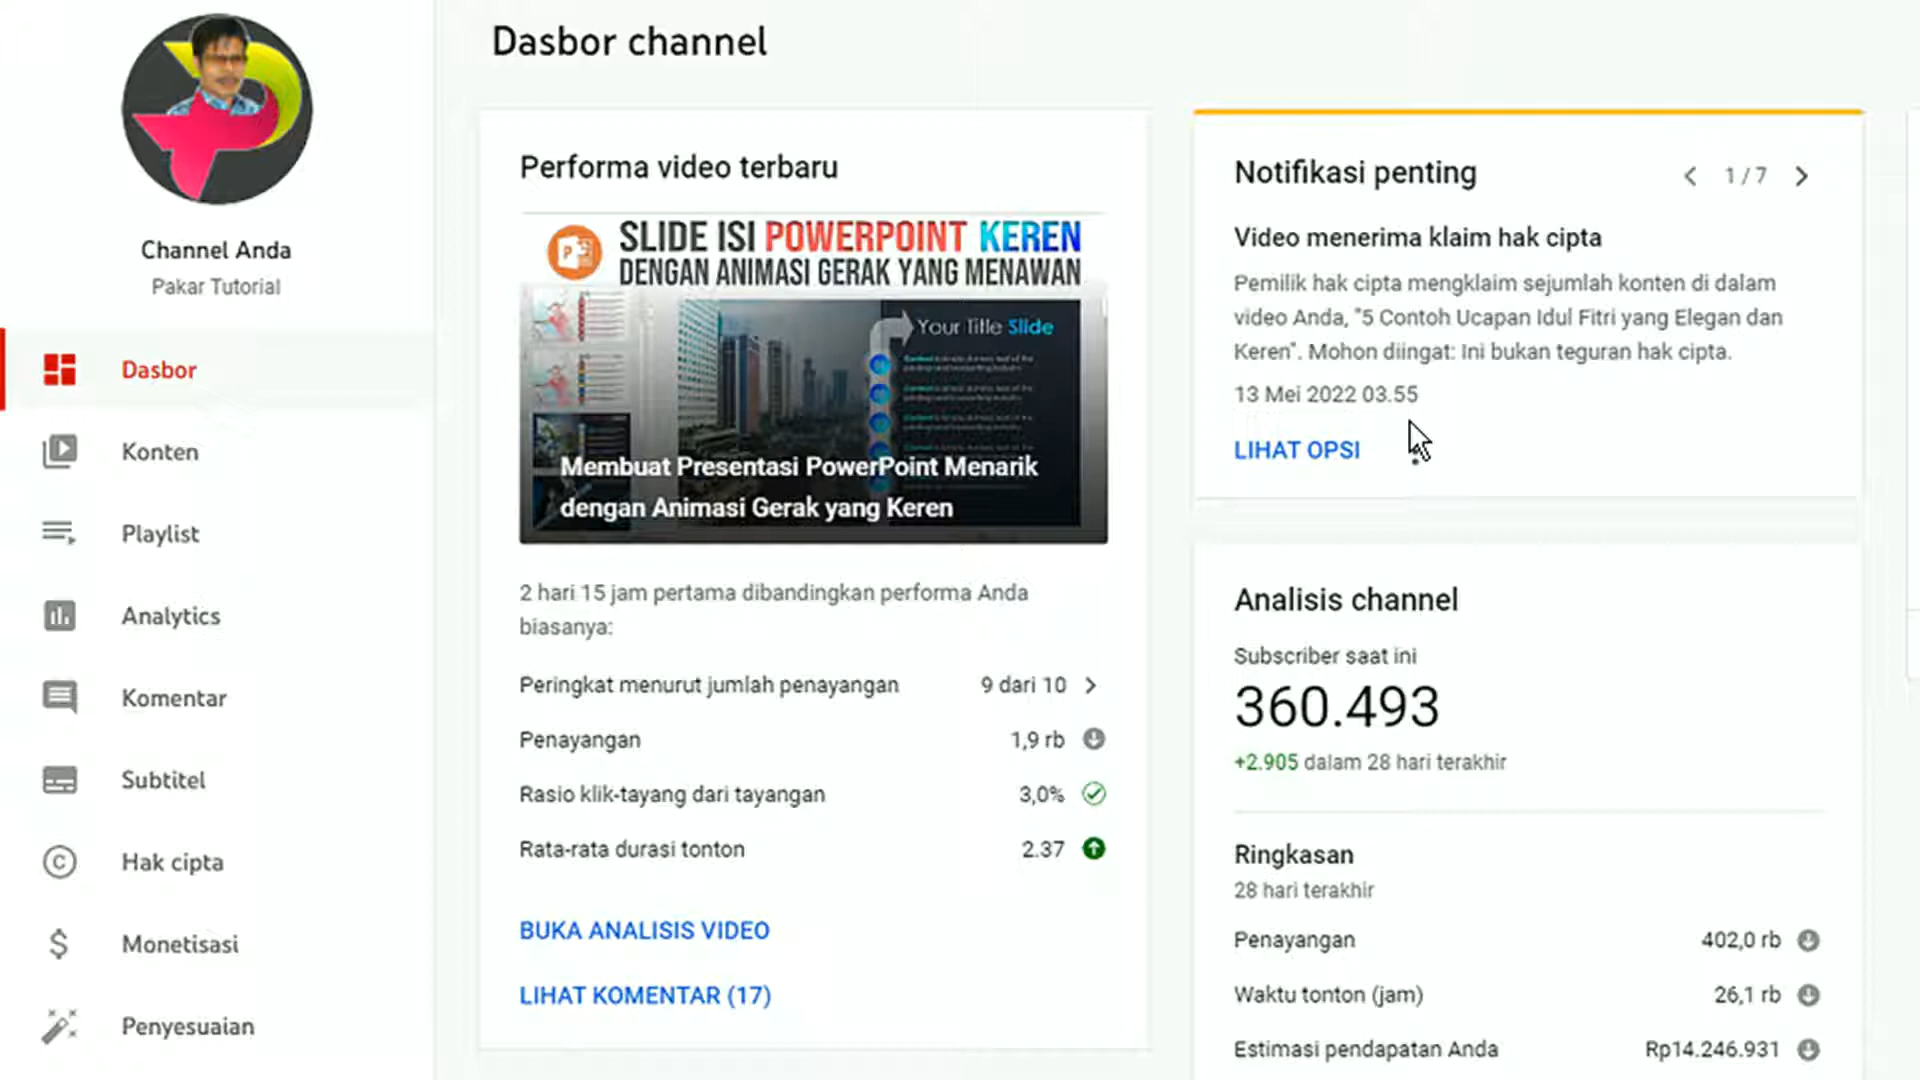 Dasbor channel
Channel Anda
Pakar Tutorial
Dasbor
Konten
Playlist
Analytics
Komentar
Subtitel
Hak cipta
Monetisasi
Penyesuaian
Performa video terbaru
SLIDE ISI POWERPOINT KEREN
DENGAN ANIMASI GERAK YANG MENAWAN
Your Title Slide
Membuat Presentasi PowerPoint Menarik
dengan Animasi Gerak yang Keren
2 hari 15 jam pertama dibandingkan performa Anda
biasanya:
Peringkat menurut jumlah penayangan 9 dari 10
Penayangan 1,9 rb
Rasio klik-tayang dari tayangan 3,0%
Rata-rata durasi tonton 2.37
BUKA ANALISIS VIDEO
LIHAT KOMENTAR (17)
Notifikasi penting 1 / 7
Video menerima klaim hak cipta
Pemilik hak cipta mengklaim sejumlah konten di dalam
video Anda, "5 Contoh Ucapan Idul Fitri yang Elegan dan
Keren". Mohon diingat: Ini bukan teguran hak cipta.
13 Mei 2022 03.55
LIHAT OPSI
Analisis channel
Subscriber saat ini
360.493
+2.905 dalam 28 hari terakhir
Ringkasan
28 hari terakhir
Penayangan 402,0 rb
Waktu tonton (jam) 26,1 rb
Estimasi pendapatan Anda Rp14.246.931